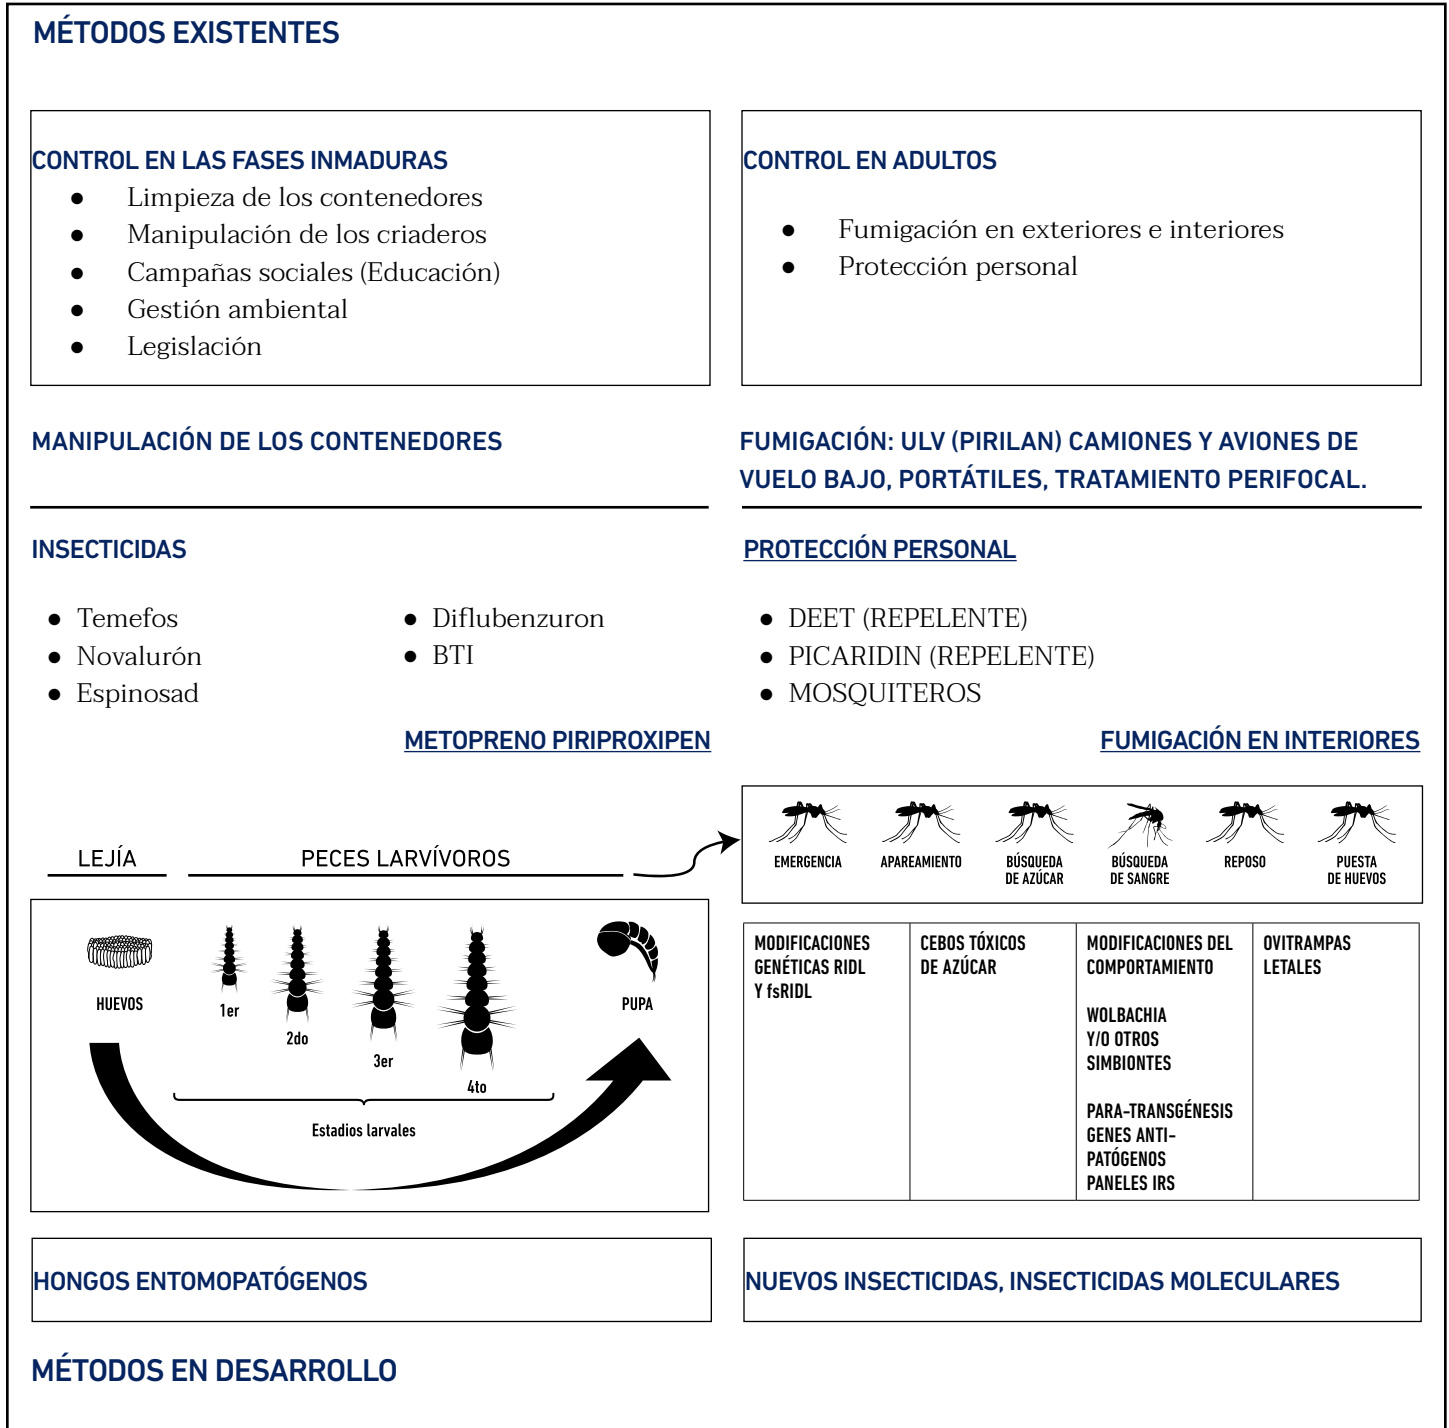 MÉTODOS EXISTENTES
CONTROL EN LAS FASES INMADURAS
● Limpieza de los contenedores
● Manipulación de los criaderos
● Campañas sociales (Educación)
● Gestión ambiental
● Legislación
CONTROL EN ADULTOS
● Fumigación en exteriores e interiores
● Protección personal
MANIPULACIÓN DE LOS CONTENEDORES
FUMIGACIÓN: ULV (PIRILAN) CAMIONES Y AVIONES DE
VUELO BAJO, PORTÁTILES, TRATAMIENTO PERIFOCAL.
INSECTICIDAS
● Temefos
● Novalurón
● Espinosad
● Diflubenzuron
● BTI
METOPRENO PIRIPROXIPEN
PROTECCIÓN PERSONAL
● DEET (REPELENTE)
● PICARIDIN (REPELENTE)
● MOSQUITEROS
FUMIGACIÓN EN INTERIORES
LEJÍA
PECES LARVÍVOROS
HUEVOS
1er
2do
3er
4to
PUPA
Estadios larvales
EMERGENCIA
APAREAMIENTO
BÚSQUEDA
DE AZÚCAR
BÚSQUEDA
DE SANGRE
REPOSO
PUESTA
DE HUEVOS
MODIFICACIONES
GENÉTICAS RIDL
Y fsRIDL
CEBOS TÓXICOS
DE AZÚCAR
MODIFICACIONES DEL
COMPORTAMIENTO
WOLBACHIA
Y/O OTROS
SIMBIONTES
PARA-TRANSGÉNESIS
GENES ANTI-
PATÓGENOS
PANELES IRS
OVITRAMPAS
LETALES
HONGOS ENTOMOPATÓGENOS
NUEVOS INSECTICIDAS, INSECTICIDAS MOLECULARES
MÉTODOS EN DESARROLLO